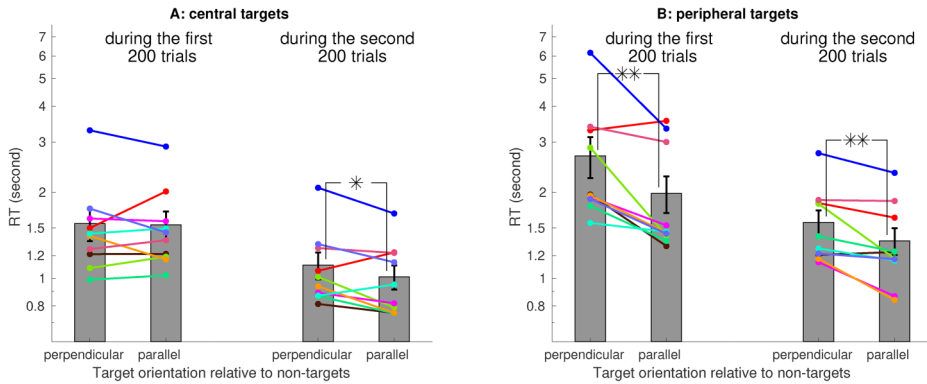 A: central targets
during the first
200 trials
during the second
200 trials
RT (second)
7
6
5
4
3
2
1.5
1.2
1
0.8
*
perpendicular parallel
perpendicular parallel
Target orientation relative to non-targets
B: peripheral targets
during the first
200 trials
during the second
200 trials
RT (second)
7
6
5
4
3
2
1.5
1.2
1
0.8
**
**
perpendicular parallel
perpendicular parallel
Target orientation relative to non-targets